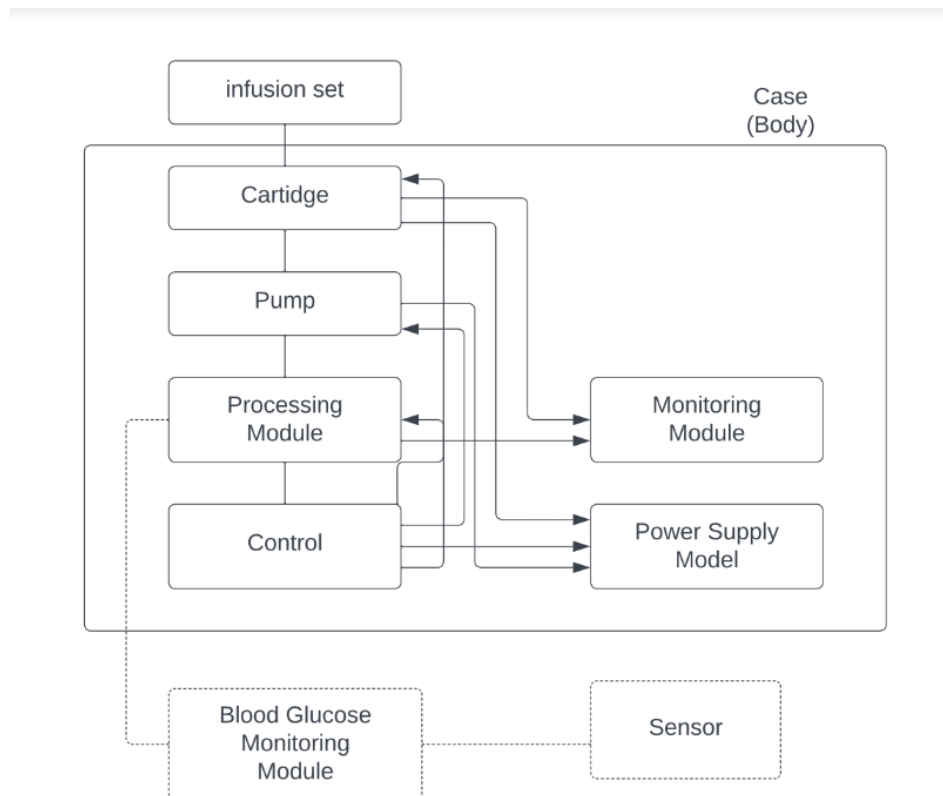 infusion set
Case
(Body)
Cartidge
Pump
Processing
Module
Monitoring
Module
Control
Power Supply
Model
Blood Glucose
Monitoring
Module
Sensor